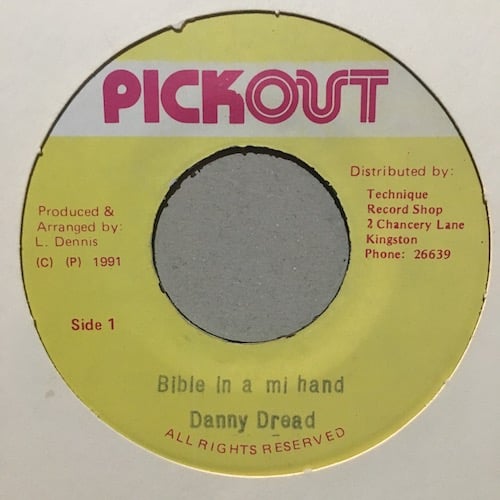 PICKOUT
Produced &
Arranged by:
L. Dennis
(C) (P) 1991
Side 1
Distributed by:
Technique
Record Shop
2 Chancery Lane
Kingston
Phone: 26639
Bible in a mi hand
Danny Dread
ALL RIGHTS RESERVED